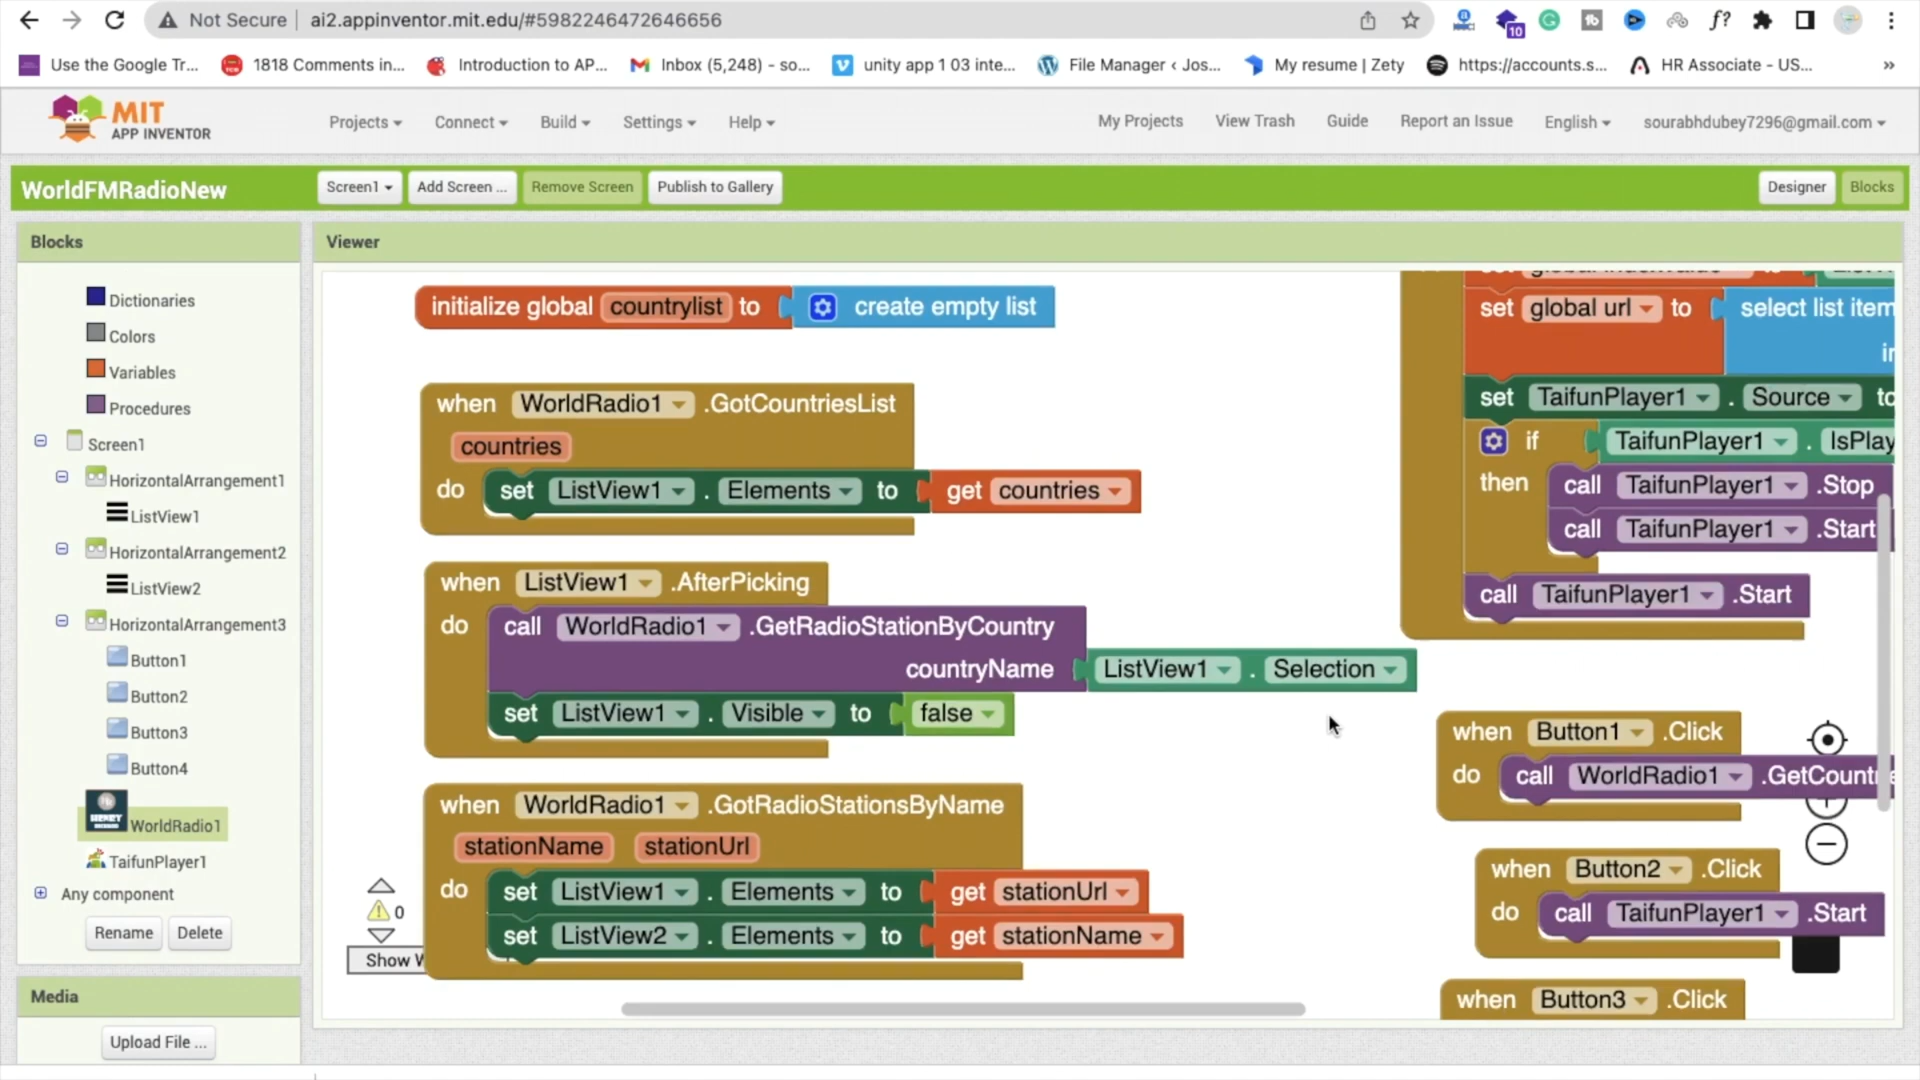 Not Secure ai2.appinventor.mit.edu/#5982246472646656
10
Use the Google Tr... 1818 Comments in... Introduction to AP... Inbox (5,248) - so... unity app 1 03 inte... File Manager ‹ Jos... My resume | Zety https://accounts.s... HR Associate - US... »
MIT
APP INVENTOR
Projects Connect Build Settings Help My Projects View Trash Guide Report an Issue English sourabhdubey7296@gmail.com
WorldFMRadioNew Screen1 Add Screen ... Remove Screen Publish to Gallery Designer Blocks
Blocks
Dictionaries
Colors
Variables
Procedures
Screen1
HorizontalArrangement1
ListView1
HorizontalArrangement2
ListView2
HorizontalArrangement3
Button1
Button2
Button3
Button4
WorldRadio1
TaifunPlayer1
Any component
Rename Delete
Media
Upload File ...
Viewer
initialize global countrylist to create empty list
when WorldRadio1 .GotCountriesList
countries
do set ListView1 . Elements to get countries
when ListView1 .AfterPicking
do call WorldRadio1 .GetRadioStationByCountry
countryName ListView1 . Selection
set ListView1 . Visible to false
when WorldRadio1 .GotRadioStationsByName
stationName stationUrl
do set ListView1 . Elements to get stationUrl
set ListView2 . Elements to get stationName
0
Show W
set global url to select list item
in
set TaifunPlayer1 . Source to
if TaifunPlayer1 . IsPlay
then call TaifunPlayer1 .Stop
call TaifunPlayer1 .Start
call TaifunPlayer1 .Start
when Button1 .Click
do call WorldRadio1 .GetCountr
when Button2 .Click
do call TaifunPlayer1 .Start
when Button3 .Click